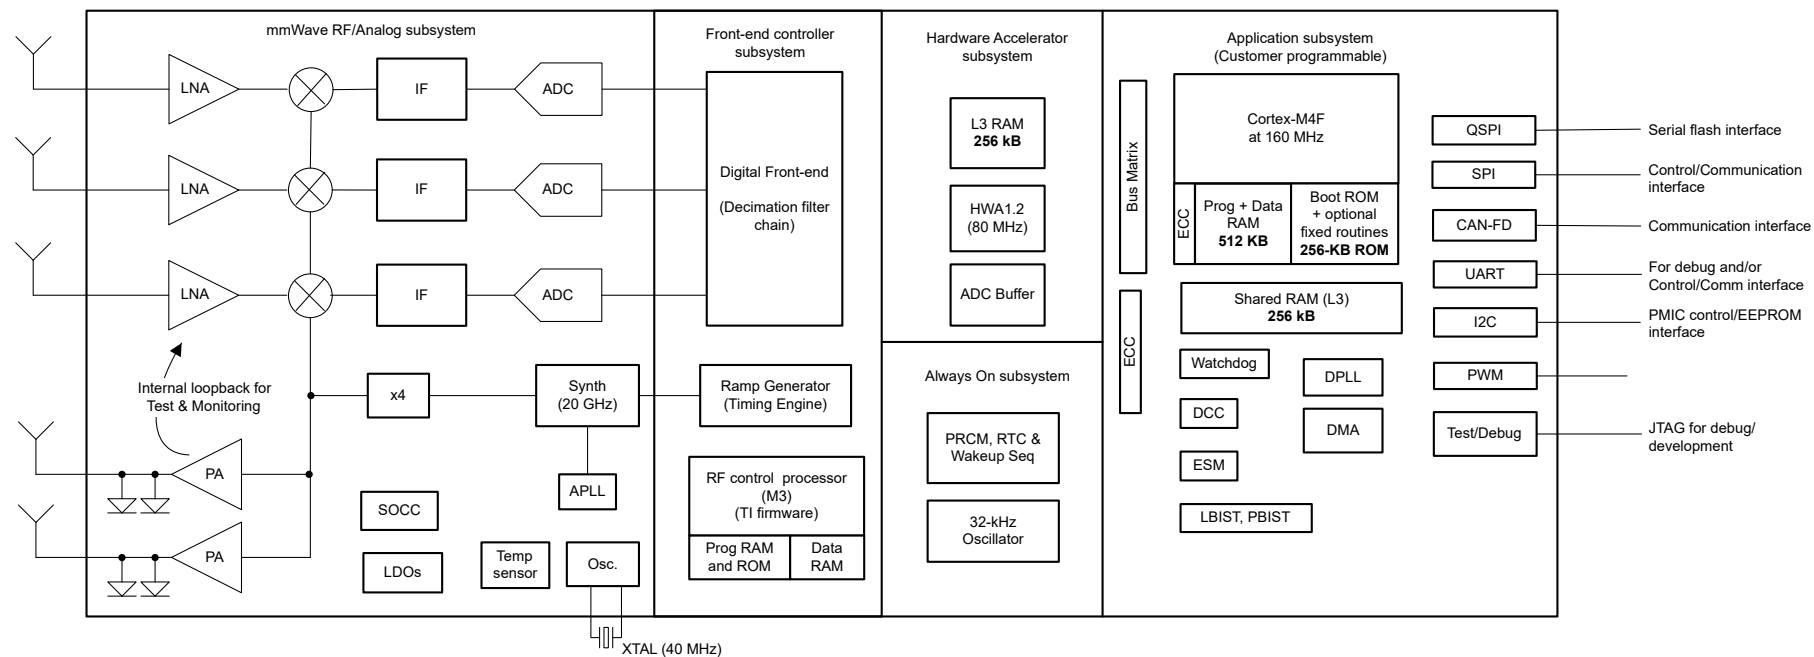 mmWave RF/Analog subsystem
LNA
IF
ADC
LNA
IF
ADC
LNA
IF
ADC
Internal loopback for
Test & Monitoring
x4
Synth
(20 GHz)
PA
APLL
SOCC
PA
LDOs
Temp
sensor
Osc.
XTAL (40 MHz)
Front-end controller
subsystem
Digital Front-end
(Decimation filter
chain)
Ramp Generator
(Timing Engine)
RF control processor
(M3)
(TI firmware)
Prog RAM
and ROM
Data
RAM
Hardware Accelerator
subsystem
L3 RAM
256 kB
HWA1.2
(80 MHz)
ADC Buffer
Always On subsystem
PRCM, RTC &
Wakeup Seq
32-kHz
Oscillator
Application subsystem
(Customer programmable)
Bus Matrix
Cortex-M4F
at 160 MHz
ECC
Prog + Data
RAM
512 KB
Boot ROM
+ optional
fixed routines
256-KB ROM
ECC
Shared RAM (L3)
256 kB
Watchdog
DPLL
DCC
DMA
ESM
LBIST, PBIST
QSPI
Serial flash interface
SPI
Control/Communication
interface
CAN-FD
Communication interface
UART
For debug and/or
Control/Comm interface
I2C
PMIC control/EEPROM
interface
PWM
Test/Debug
JTAG for debug/
development